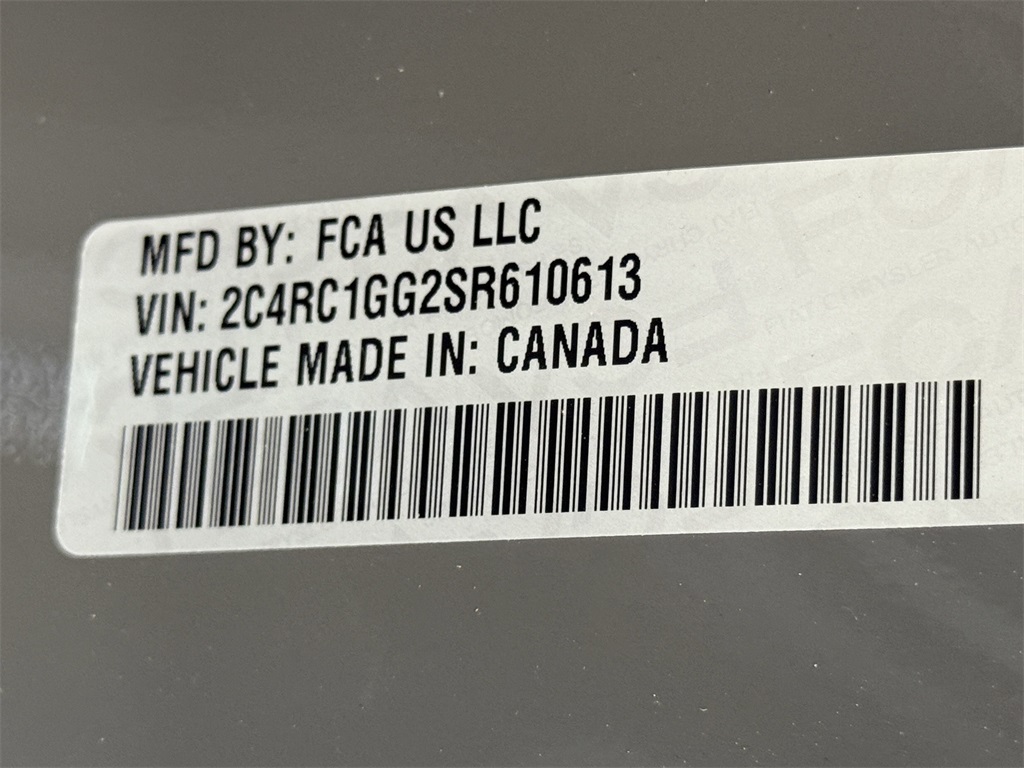 MFD BY: FCA US LLC
VIN: 2C4RC1GG2SR610613
VEHICLE MADE IN: CANADA